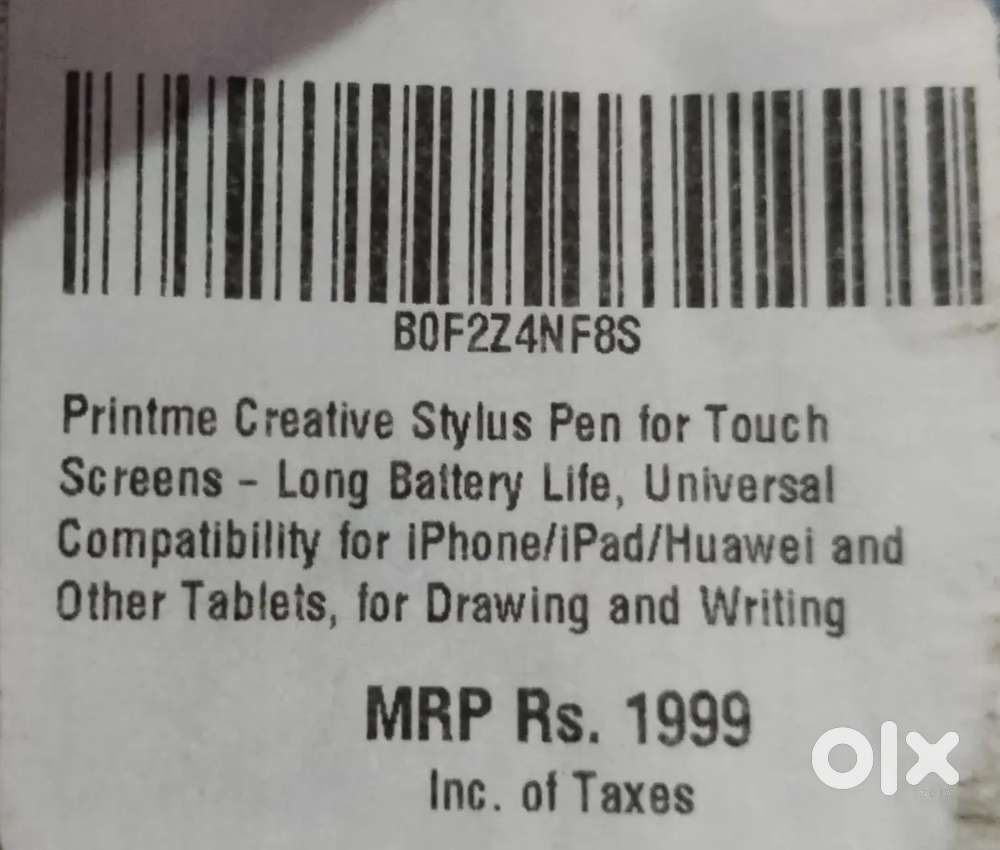 B0F2Z4NF8S
Printme Creative Stylus Pen for Touch
Screens - Long Battery Life, Universal
Compatibility for iPhone/iPad/Huawei and
Other Tablets, for Drawing and Writing
MRP Rs. 1999
Inc. of Taxes
olx